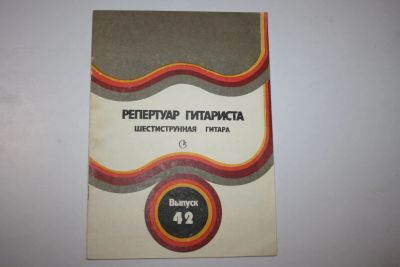 РЕПЕРТУАР ГИТАРИСТА
ШЕСТИСТРУННАЯ ГИТАРА
Выпуск
42